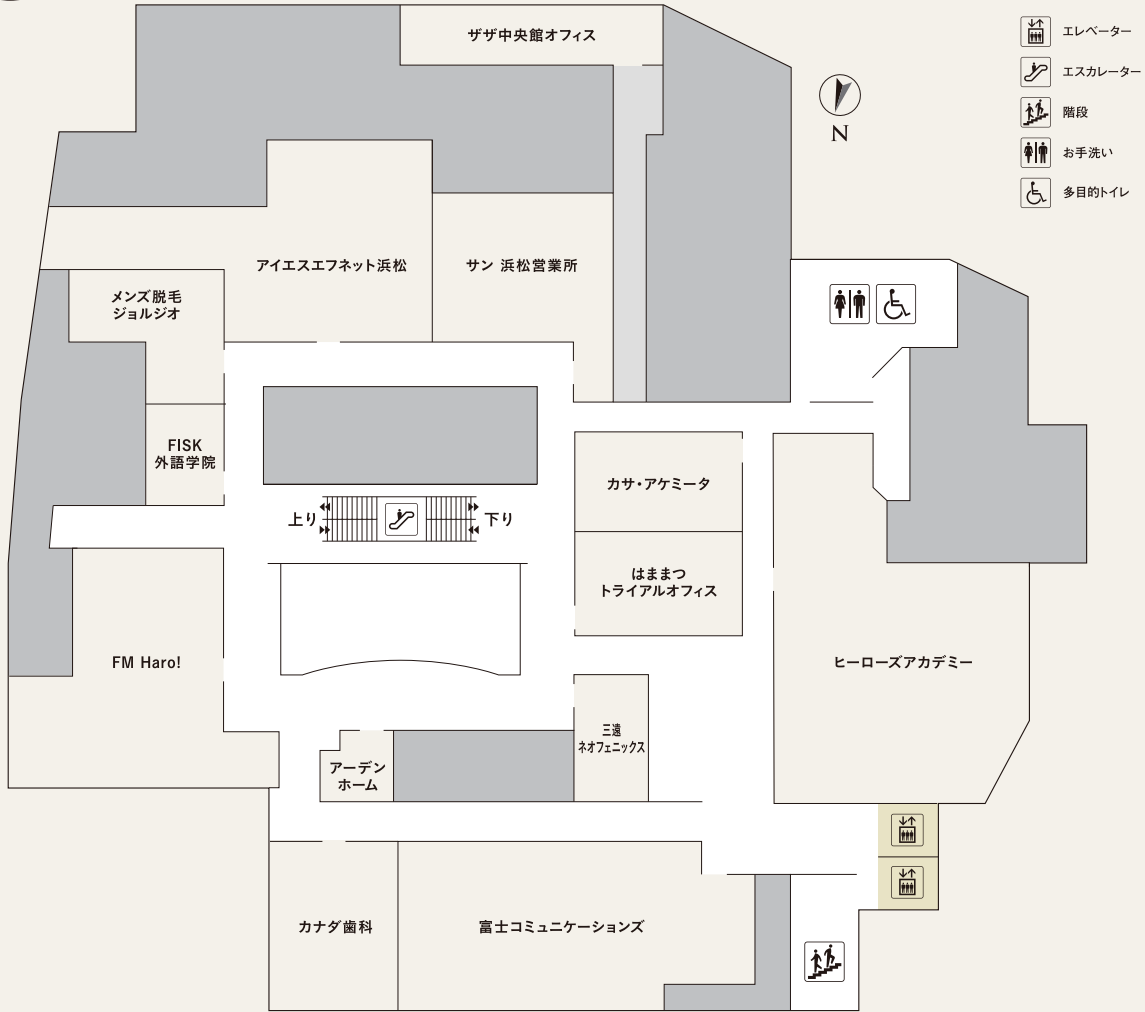 ザザ中央館オフィス
エレベーター
エスカレーター
階段
お手洗い
多目的トイレ
N
アイエスエフネット浜松
サン 浜松営業所
メンズ脱毛
ジョルジオ
FISK
外語学院
カサ・アケミータ
上り
下り
はままつ
トライアルオフィス
FM Haro!
ヒーローズアカデミー
三遠
ネオフェニックス
アーデン
ホーム
カナダ歯科
富士コミュニケーションズ